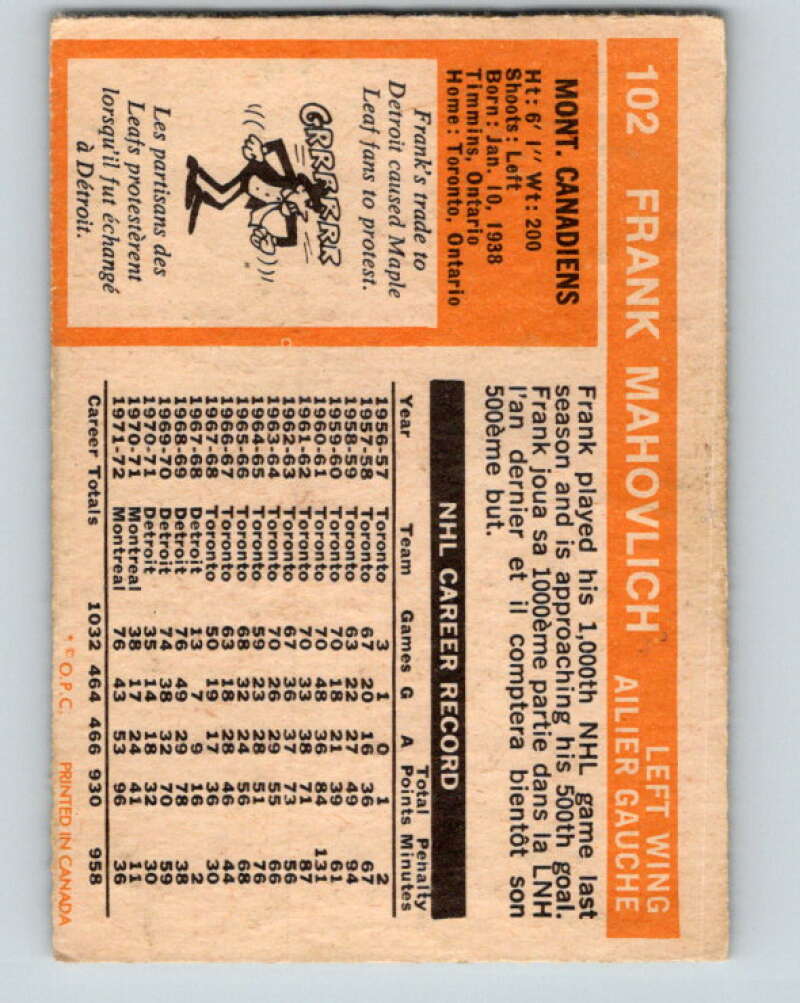 102 FRANK MAHOVLICH
LEFT WING
AILIER GAUCHE
MONT. CANADIENS
Ht: 6' 1" Wt: 200
Shoots: Left
Born: Jan. 10, 1938
Timmins, Ontario
Home: Toronto, Ontario
Frank's trade to
Detroit caused Maple
Leaf fans to protest.
GRRRRRR
Les partisans des
Leafs protestèrent
lorsqu'il fut échangé
à Détroit.
Frank played his 1,000th NHL game last
season and is approaching his 500th goal.
Frank joua sa 1000ème partie dans la LNH
l'an dernier et il comptera bientôt son
500ème but.
NHL CAREER RECORD
Total Penalty
Year Team Games G A Points Minutes
1956-57 Toronto 3 1 0 1 2
1957-58 Toronto 67 20 16 36 67
1958-59 Toronto 63 22 27 49 94
1959-60 Toronto 70 18 21 39 61
1960-61 Toronto 70 48 36 84 131
1961-62 Toronto 70 33 38 71 87
1962-63 Toronto 67 36 37 73 56
1963-64 Toronto 70 26 29 55 66
1964-65 Toronto 59 23 28 51 76
1965-66 Toronto 68 32 24 56 68
1966-67 Toronto 63 18 28 46 44
1967-68 Toronto 50 19 17 36 30
1967-68 Detroit 13 7 9 16 2
1968-69 Detroit 76 49 29 78 38
1969-70 Detroit 74 38 32 70 59
1970-71 Detroit 35 14 18 32 30
1970-71 Montreal 38 17 24 41 11
1971-72 Montreal 76 43 53 96 36
Career Totals 1032 464 466 930 958
* © O.P.C. PRINTED IN CANADA